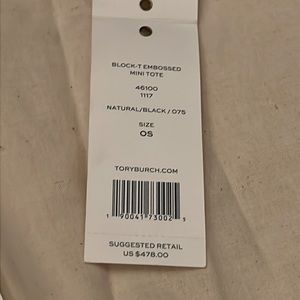 BLOCK-T EMBOSSED
MINI TOTE
46100
1117
NATURAL/BLACK / 075
SIZE
OS
TORYBURCH.COM
1 90041 73002 5
SUGGESTED RETAIL
US $478.00